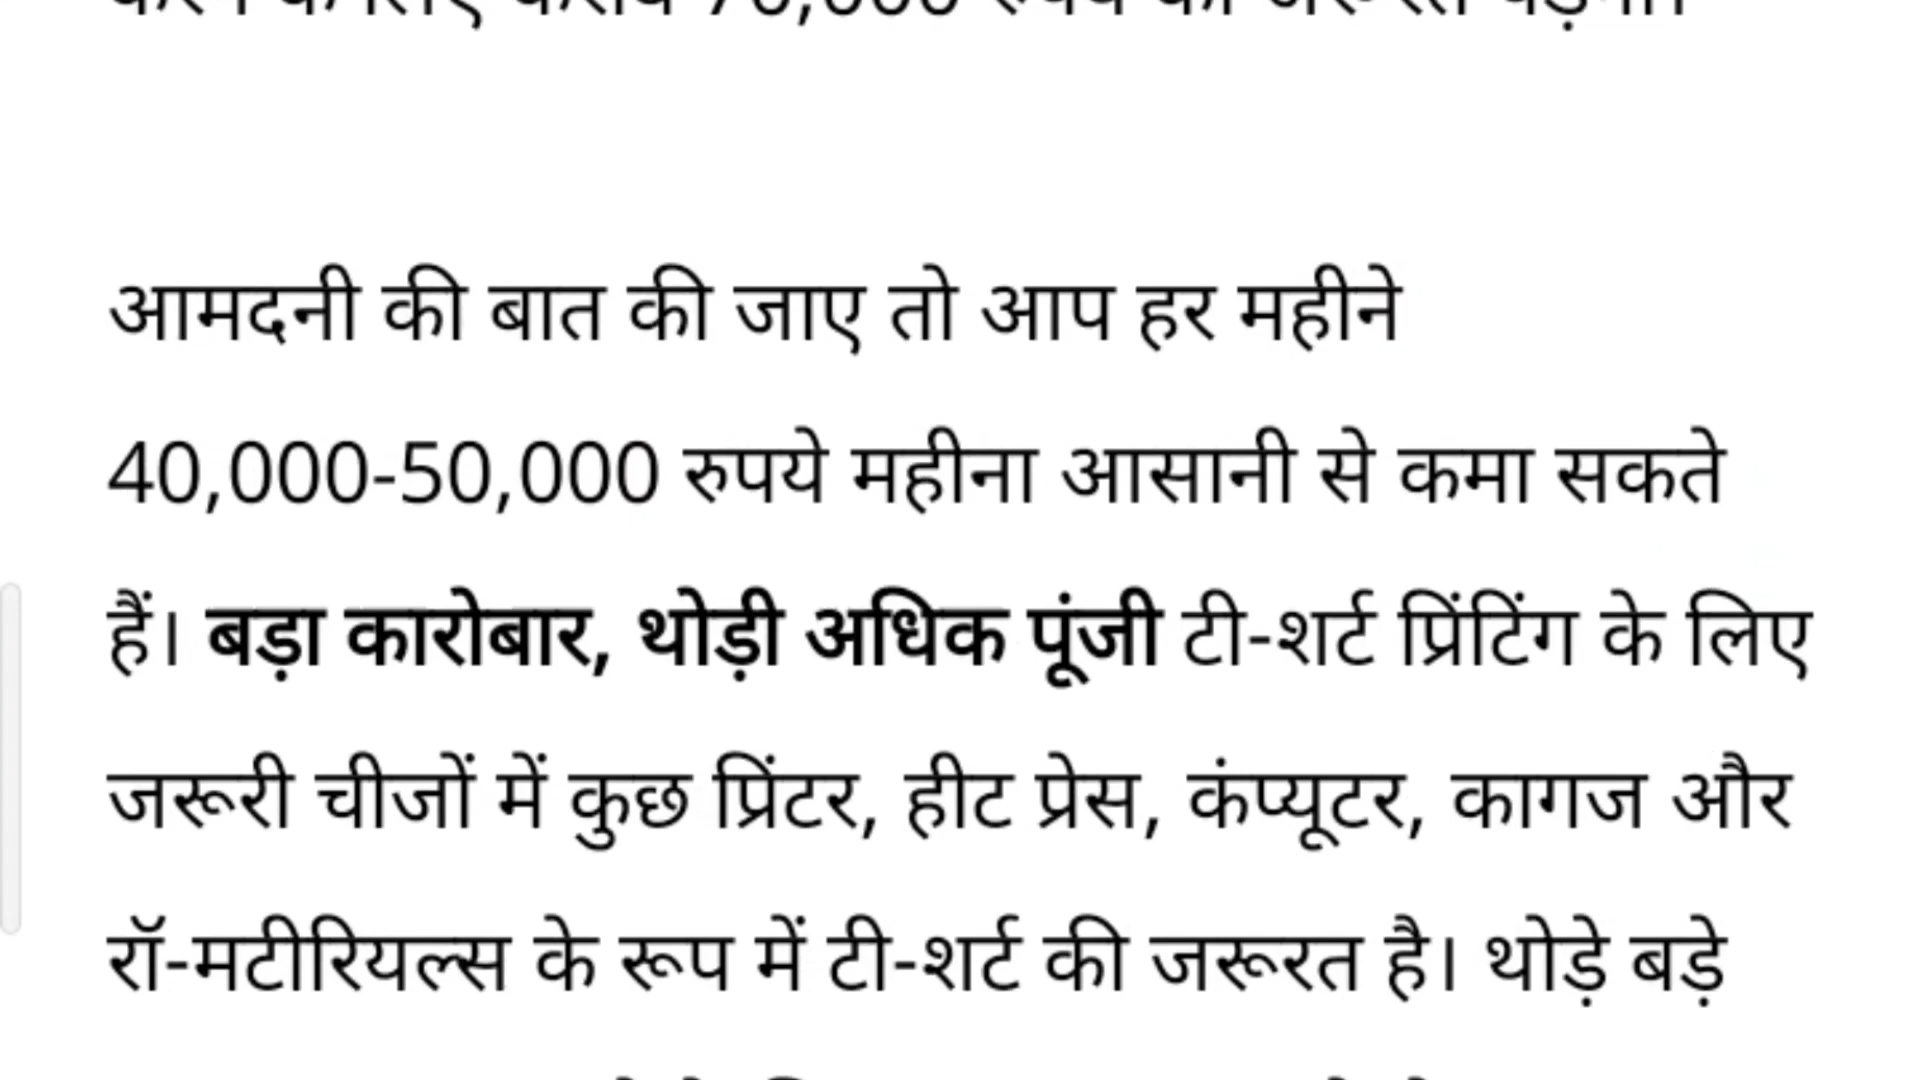 आमदनी की बात की जाए तो आप हर महीने
40,000-50,000 रुपये महीना आसानी से कमा सकते
हैं। बड़ा कारोबार, थोड़ी अधिक पूंजी टी-शर्ट प्रिंटिंग के लिए
जरूरी चीजों में कुछ प्रिंटर, हीट प्रेस, कंप्यूटर, कागज और
रॉ-मटीरियल्स के रूप में टी-शर्ट की जरूरत है। थोड़े बड़े